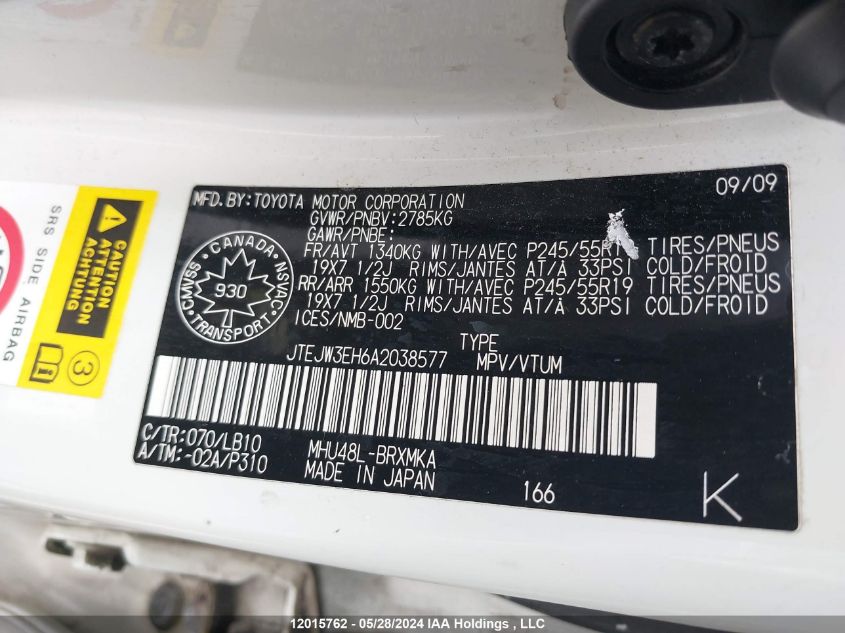 MFD. BY: TOYOTA MOTOR CORPORATION 09/09
GVWR/PNBV: 2785KG
GAWR/PNBE:
FR/AVT 1340KG WITH/AVEC P245/55R1 TIRES/PNEUS
19X7 1/2J RIMS/JANTES AT/À 33PSI COLD/FROID
RR/ARR 1550KG WITH/AVEC P245/55R19 TIRES/PNEUS
19X7 1/2J RIMS/JANTES AT/À 33PSI COLD/FROID
ICES/NMB-002
CANADA
CMVSS NSVAC
930
TRANSPORT
TYPE
JTEJW3EH6A2038577 MPV/VTUM
C/TR: 070/LB10 MHU48L-BRXMKA
A/TM: -02A/P310 MADE IN JAPAN
166
K
CAUTION
ATTENTION
SRS SIDE AIRBAG
3
12015762 - 05/28/2024 IAA Holdings , LLC